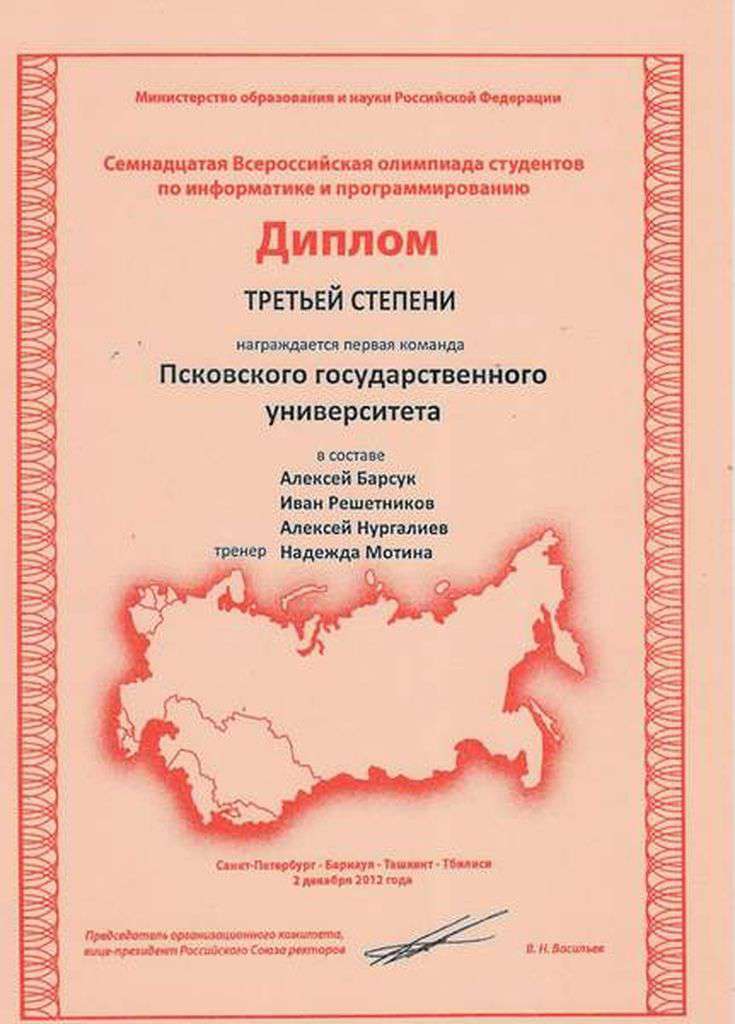 Министерство образования и науки Российской Федерации
Семнадцатая Всероссийская олимпиада студентов
по информатике и программированию
Диплом
ТРЕТЬЕЙ СТЕПЕНИ
награждается первая команда
Псковского государственного
университета
в составе
Алексей Барсук
Иван Решетников
Алексей Нургалиев
тренер Надежда Мотина
Санкт-Петербург - Барнаул - Ташкент - Тбилиси
2 декабря 2012 года
Председатель организационного комитета,
вице-президент Российского Союза ректоров
В. Н. Васильев